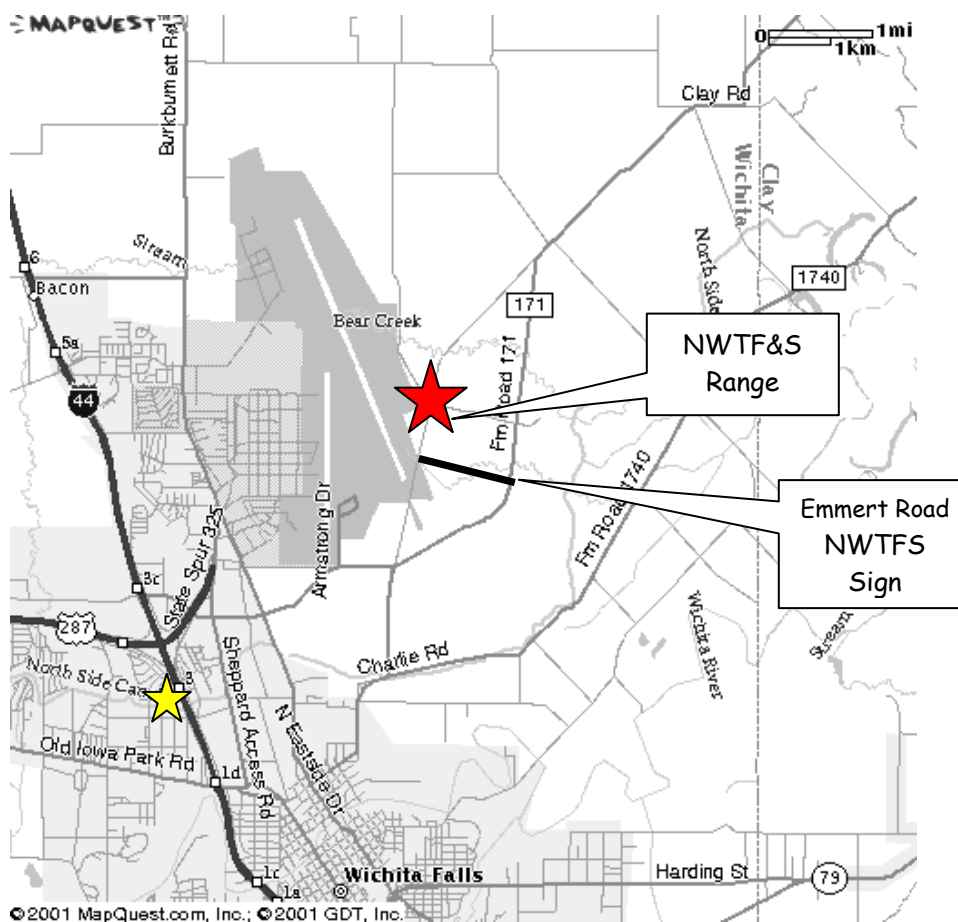 MAPQUEST
0 1mi
1km
Burkburnett Rd
Clay Rd
Clay
Wichita
Stream
North Side
6
Bacon
1740
171
Bear Creek
5a
NWTF&S
Range
44
Fm Road 171
Fm Road 1740
Emmert Road
NWTFS
Sign
Armstrong Dr
State Spur 325
3c
287
Wichita River
Stream
Charlie Rd
North Side Can
3
Sheppard Access Rd
N Eastside Dr
Old Iowa Park Rd
1d
1c
Wichita Falls
Harding St
79
1a
©2001 MapQuest.com, Inc.; ©2001 GDT, Inc.